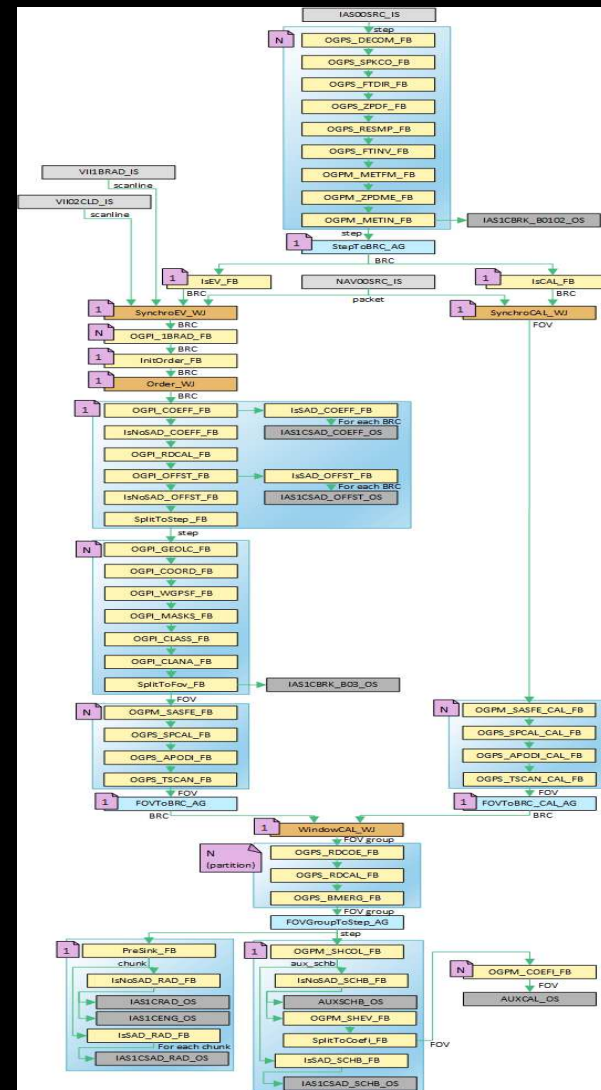 IAS00SRC_IS
step
N
OGPS_DECOM_FB
OGPS_SPKCO_FB
OGPS_FTDIR_FB
OGPS_ZPDF_FB
OGPS_RESMP_FB
OGPS_FTINV_FB
OGPM_METFM_FB
OGPM_ZPDME_FB
OGPM_METIN_FB
IAS1CBRK_B0102_OS
VII1BRAD_IS
scanline
VII02CLD_IS
scanline
step
1
StepToBRC_AG
BRC
1
IsEV_FB
NAV00SRC_IS
1
IsCAL_FB
BRC
packet
BRC
1
SynchroEV_WJ
1
SynchroCAL_WJ
BRC
FOV
N
OGPI_1BRAD_FB
BRC
1
InitOrder_FB
BRC
1
Order_WJ
BRC
1
OGPI_COEFF_FB
IsSAD_COEFF_FB
For each BRC
IsNoSAD_COEFF_FB
IAS1CSAD_COEFF_OS
OGPI_RDCAL_FB
OGPI_OFFST_FB
IsSAD_OFFST_FB
For each BRC
IsNoSAD_OFFST_FB
IAS1CSAD_OFFST_OS
SplitToStep_FB
step
N
OGPI_GEOLC_FB
OGPI_COORD_FB
OGPI_WGPSF_FB
OGPI_MASKS_FB
OGPI_CLASS_FB
OGPI_CLANA_FB
SplitToFov_FB
IAS1CBRK_B03_OS
FOV
N
OGPM_SASFE_FB
OGPS_SPCAL_FB
OGPS_APODI_FB
OGPS_TSCAN_FB
FOV
1
FOVToBRC_AG
BRC
N
OGPM_SASFE_CAL_FB
OGPS_SPCAL_CAL_FB
OGPS_APODI_CAL_FB
OGPS_TSCAN_CAL_FB
FOV
1
FOVToBRC_CAL_AG
BRC
1
WindowCAL_WJ
FOV group
N
(partition)
OGPS_RDCOE_FB
OGPS_RDCAL_FB
OGPS_BMERG_FB
FOV group
FOVGroupToStep_AG
step
1
PreSink_FB
chunk
IsNoSAD_RAD_FB
IAS1CRAD_OS
IAS1CENG_OS
IsSAD_RAD_FB
For each chunk
IAS1CSAD_RAD_OS
1
OGPM_SHCOL_FB
aux_schb
IsNoSAD_SCHB_FB
AUXSCHB_OS
OGPM_SHEV_FB
SplitToCoefi_FB
FOV
IsSAD_SCHB_FB
IAS1CSAD_SCHB_OS
N
OGPM_COEFI_FB
FOV
AUXCAL_OS